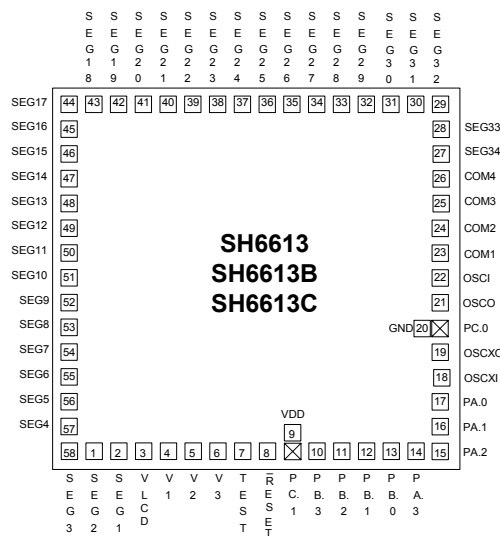 SEG18 SEG19 SEG20 SEG21 SEG22 SEG23 SEG24 SEG25 SEG26 SEG27 SEG28 SEG29 SEG30 SEG31 SEG32
SEG17 44 43 42 41 40 39 38 37 36 35 34 33 32 31 30 29
SEG16 45 28 SEG33
SEG15 46 27 SEG34
SEG14 47 26 COM4
SEG13 48 25 COM3
SEG12 49 24 COM2
SEG11 50 23 COM1
SEG10 51 22 OSCI
SEG9 52 21 OSCO
SEG8 53 GND 20 PC.0
SEG7 54 19 OSCXO
SEG6 55 18 OSCXI
SEG5 56 17 PA.0
SEG4 57 16 PA.1
SH6613
SH6613B
SH6613C
VDD
9
58 1 2 3 4 5 6 7 8 10 11 12 13 14 15 PA.2
SEG3 SEG2 SEG1 VLCD V1 V2 V3 TEST RESET PC.1 PB.3 PB.2 PB.1 PB.0 PA.3